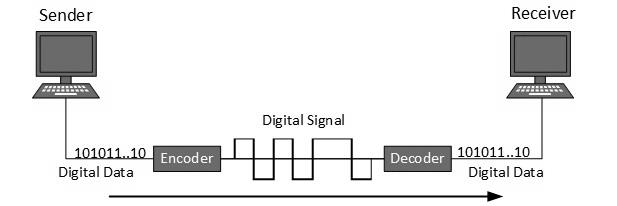 Sender
Receiver
Digital Signal
101011..10
Encoder
Decoder
101011..10
Digital Data
Digital Data